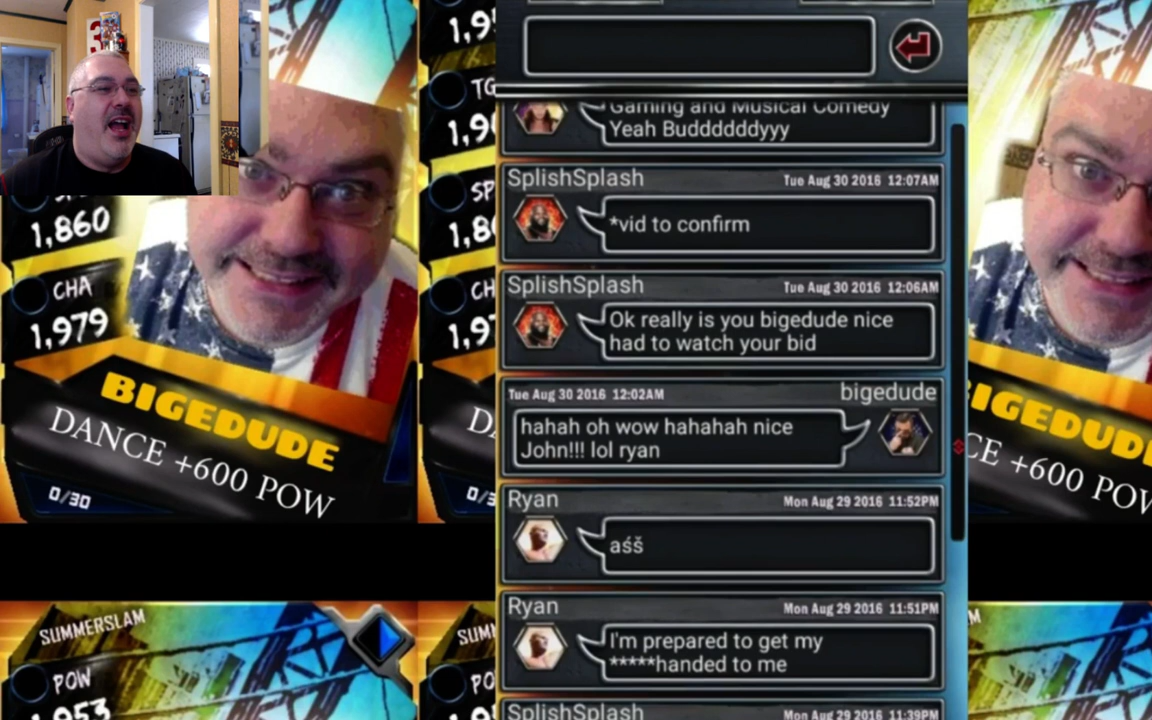 1,860
CHA
1,979
BIGEDUDE
DANCE +600 POW
0/30
SUMMERSLAM
POW
Gaming and Musical Comedy
Yeah Buddddddyyy
SplishSplash
Tue Aug 30 2016 12:07AM
*vid to confirm
SplishSplash
Tue Aug 30 2016 12:06AM
Ok really is you bigedude nice
had to watch your bid
Tue Aug 30 2016 12:02AM
bigedude
hahah oh wow hahahah nice
John!!! lol ryan
Ryan
Mon Aug 29 2016 11:52PM
aśš
Ryan
Mon Aug 29 2016 11:51PM
I'm prepared to get my
*****handed to me
SplishSplash
Mon Aug 29 2016 11:39PM